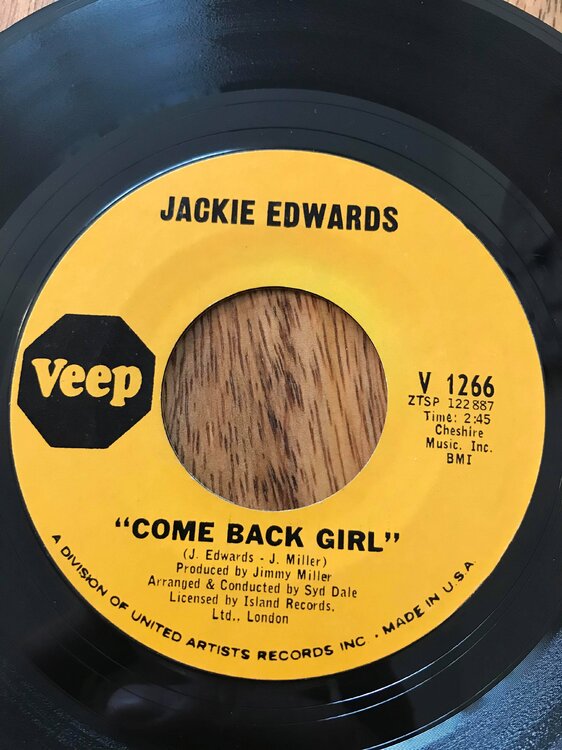 JACKIE EDWARDS
Veep
V 1266
ZTSP 122887
Time: 2:45
Cheshire
Music, Inc.
BMI
"COME BACK GIRL"
(J. Edwards - J. Miller)
Produced by Jimmy Miller
Arranged & Conducted by Syd Dale
Licensed by Island Records,
Ltd., London
A DIVISION OF UNITED ARTISTS RECORDS INC • MADE IN U.S.A.